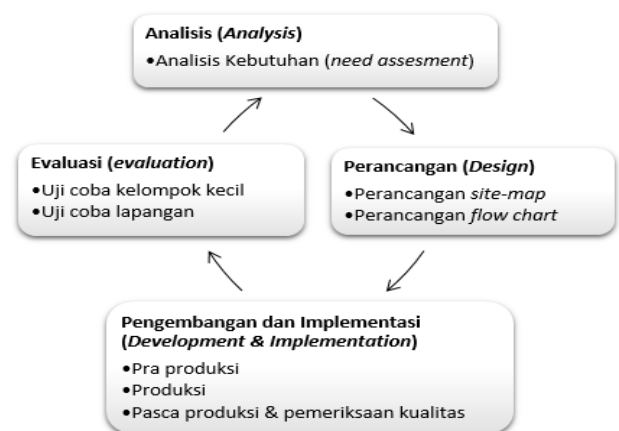 Analisis (Analysis)
•Analisis Kebutuhan (need assesment)
Evaluasi (evaluation)
•Uji coba kelompok kecil
•Uji coba lapangan
Perancangan (Design)
•Perancangan site-map
•Perancangan flow chart
Pengembangan dan Implementasi
(Development & Implementation)
•Pra produksi
•Produksi
•Pasca produksi & pemeriksaan kualitas